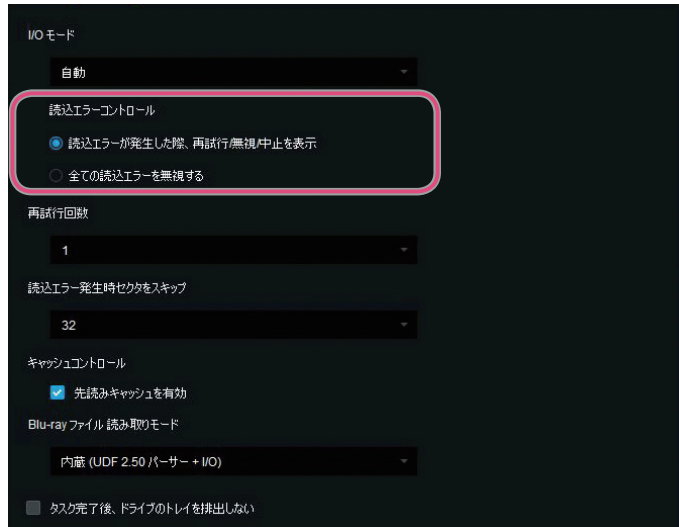 I/O モード
自動
読込エラーコントロール
読込エラーが発生した際、再試行/無視/中止を表示
全ての読込エラーを無視する
再試行回数
1
読込エラー発生時セクタをスキップ
32
キャッシュコントロール
先読みキャッシュを有効
Blu-ray ファイル 読み取りモード
内蔵 (UDF 2.50 パーサー + I/O)
タスク完了後、ドライブのトレイを排出しない